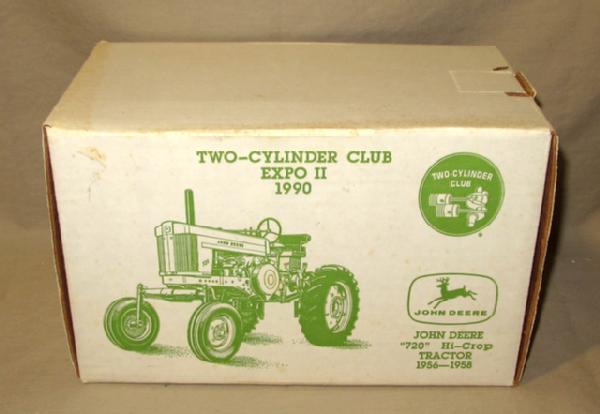 TWO-CYLINDER CLUB
EXPO II
1990
TWO-CYLINDER
CLUB
®
JOHN DEERE
JOHN DEERE
JOHN DEERE
"720" Hi-Crop
TRACTOR
1956—1958